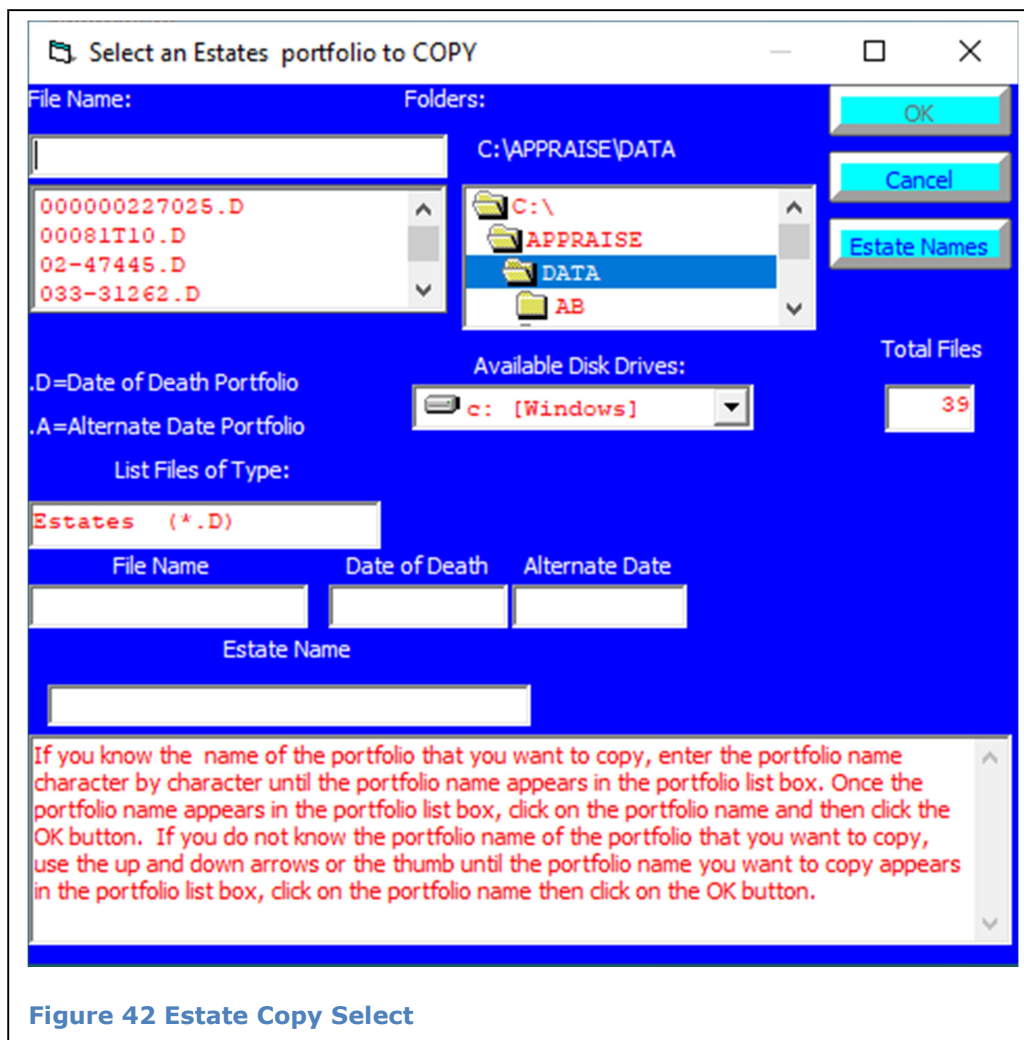 Select an Estates  portfolio to COPY
File Name:
Folders:
OK
C:\APPRAISE\DATA
Cancel
000000227025.D
00081T10.D
02-47445.D
033-31262.D
C:\
APPRAISE
DATA
AB
Estate Names
Total Files
39
Available Disk Drives:
c: [Windows]
.D=Date of Death Portfolio
.A=Alternate Date Portfolio
List Files of Type:
Estates  (*.D)
File Name
Date of Death
Alternate Date
Estate Name
If you know the  name of the portfolio that you want to copy, enter the portfolio name
character by character until the portfolio name appears in the portfolio list box. Once the
portfolio name appears in the portfolio list box, click on the portfolio name and then click the
OK button.  If you do not know the portfolio name of the portfolio that you want to copy,
use the up and down arrows or the thumb until the portfolio name you want to copy appears
in the portfolio list box, click on the portfolio name then click on the OK button.
Figure 42 Estate Copy Select